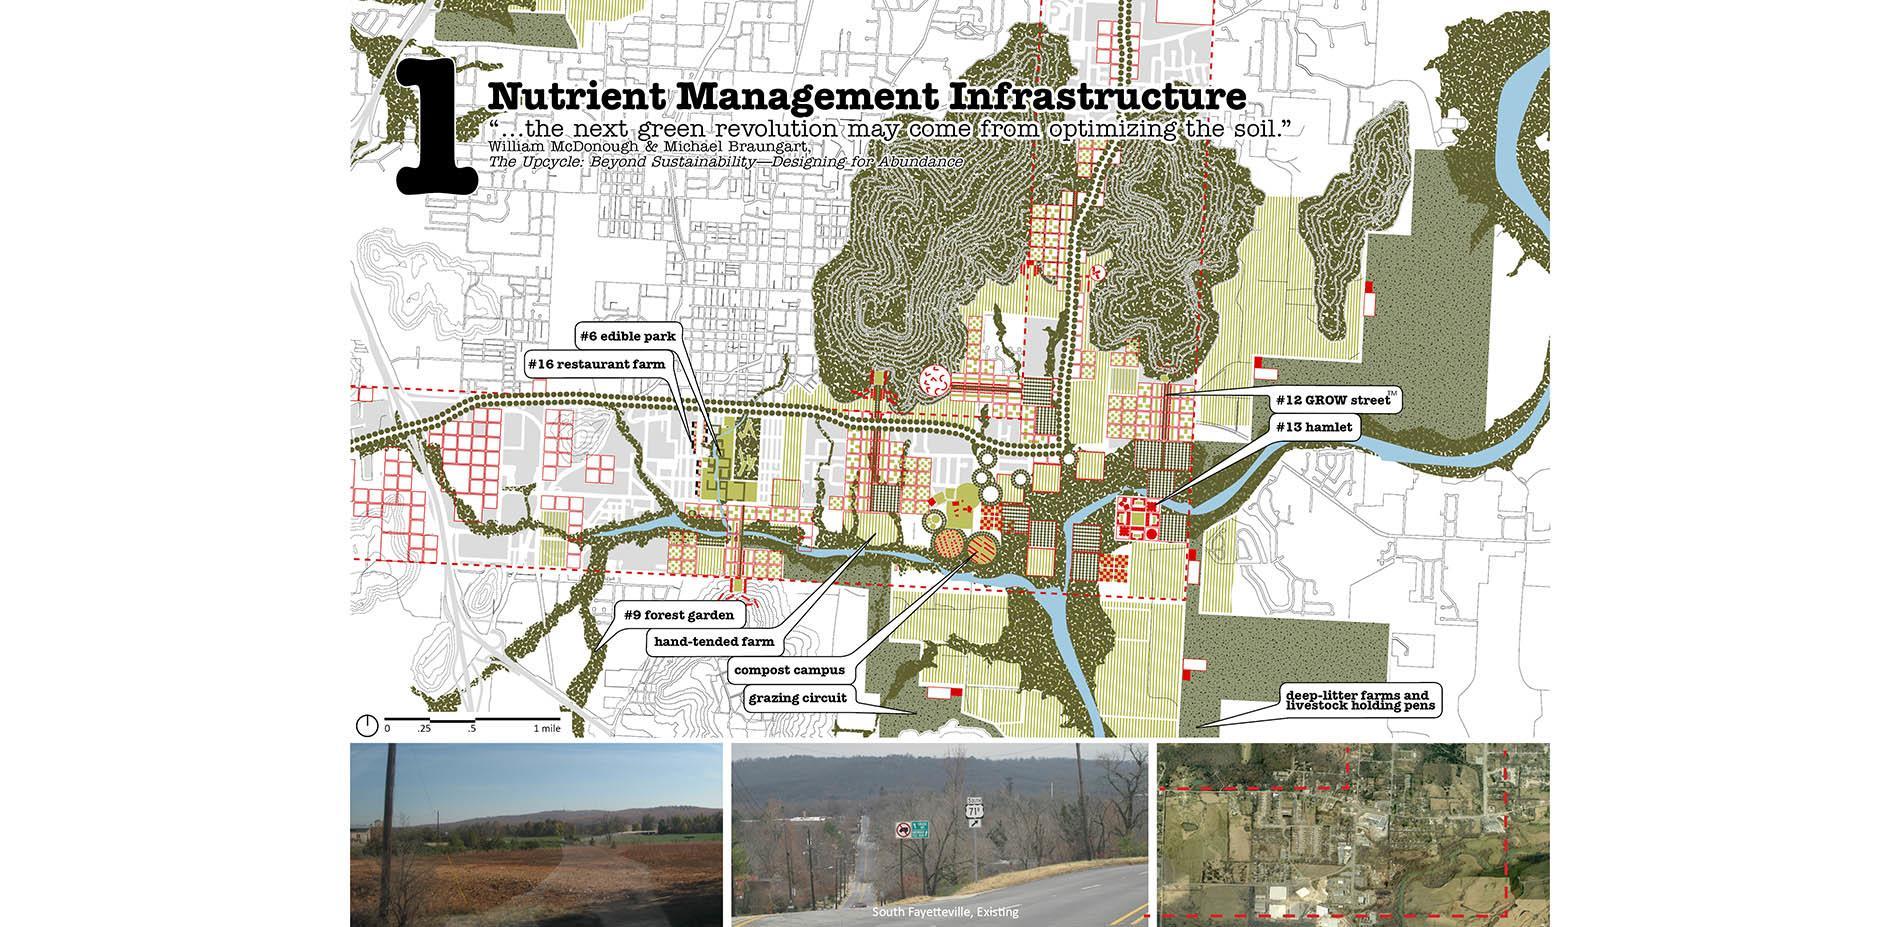 1
Nutrient Management Infrastructure
“...the next green revolution may come from optimizing the soil.”
William McDonough & Michael Braungart,
The Upcycle: Beyond Sustainability—Designing for Abundance
#6 edible park
#16 restaurant farm
#12 GROW street™
#13 hamlet
#9 forest garden
hand-tended farm
compost campus
grazing circuit
deep-litter farms and
livestock holding pens
0 .25 .5 1 mile
SOUTH
71B
South Fayetteville, Existing